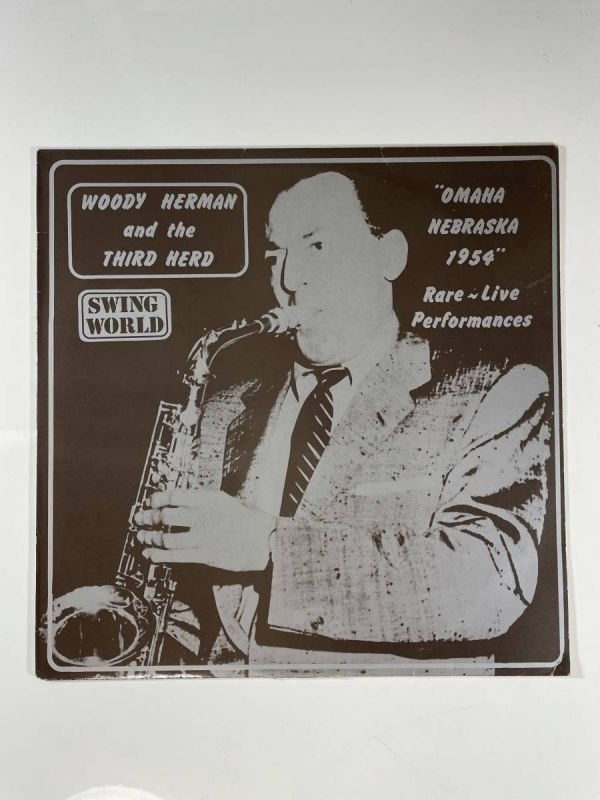 WOODY HERMAN
and the
THIRD HERD
SWING
WORLD
"OMAHA
NEBRASKA
1954"
Rare ~ Live
Performances